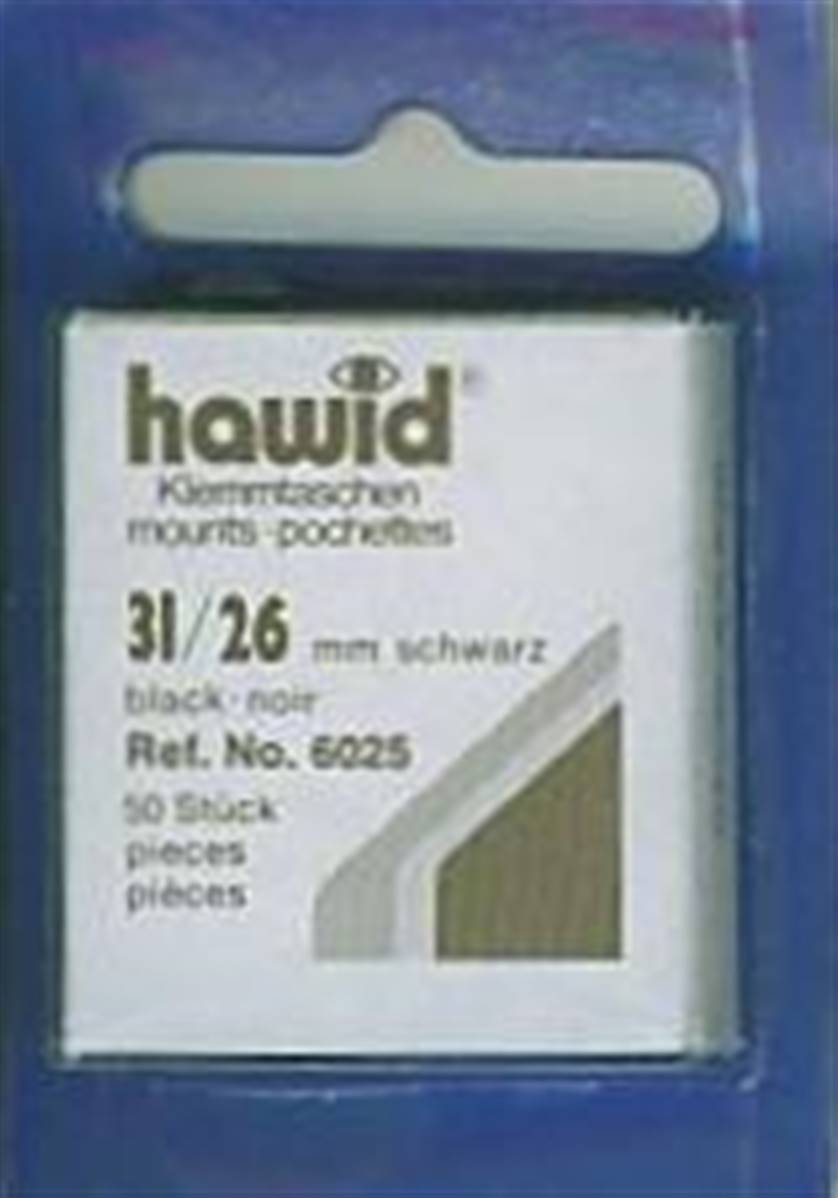 hawid®
Klemmtaschen
mounts·pochettes
31/26 mm schwarz
black·noir
Ref. No. 6025
50 Stück
pieces
pièces